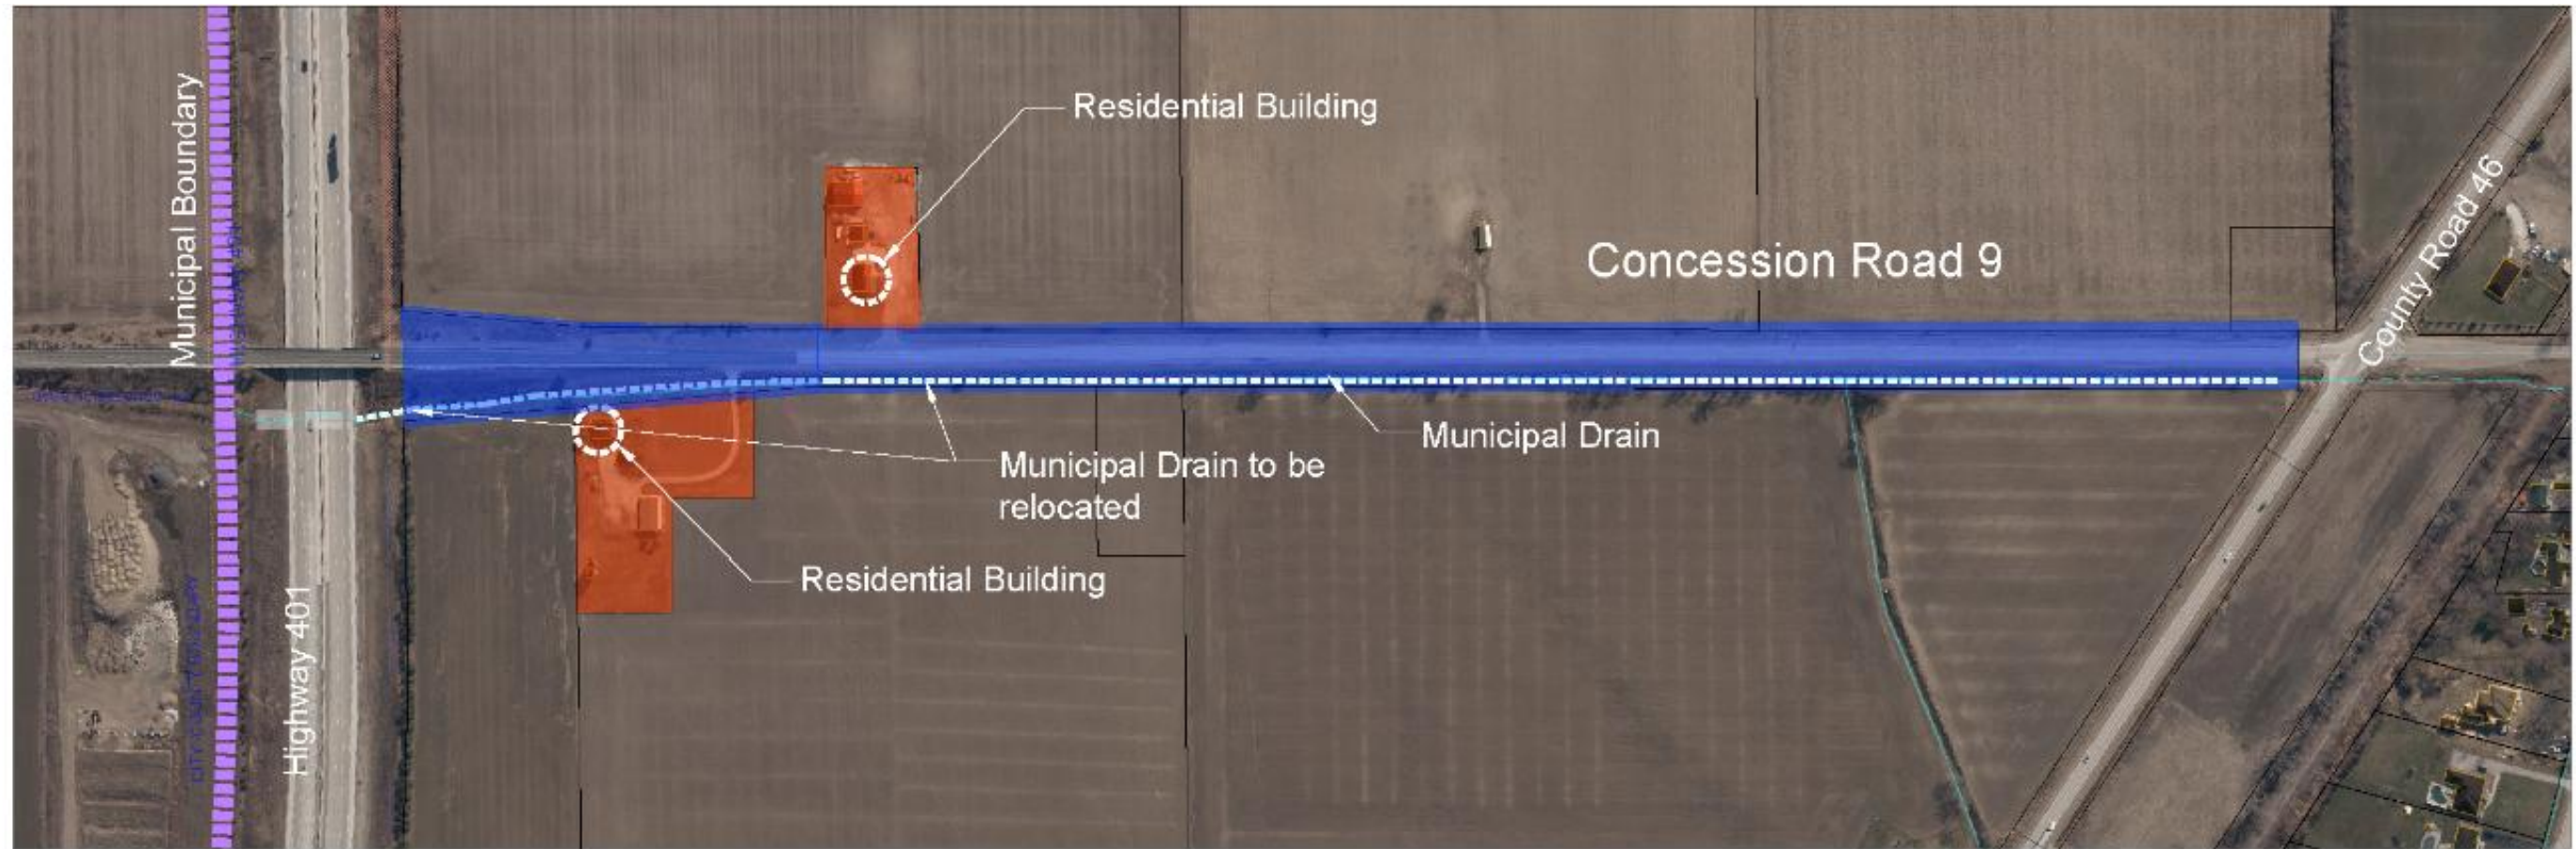 Municipal Boundary
Highway 401
Residential Building
Concession Road 9
County Road 46
Municipal Drain
Municipal Drain to be
relocated
Residential Building